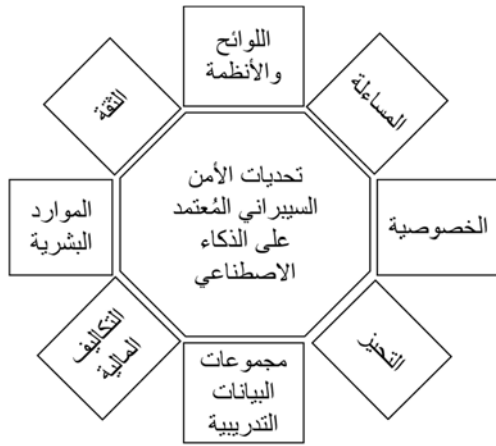 اللوائح
والأنظمة
المساءلة
الخصوصية
التحيز
مجموعات
البيانات
التدريبية
التكاليف
المالية
الموارد
البشرية
الثقة
تحديات الأمن
السيبراني المُعتمد
على الذكاء
الاصطناعي